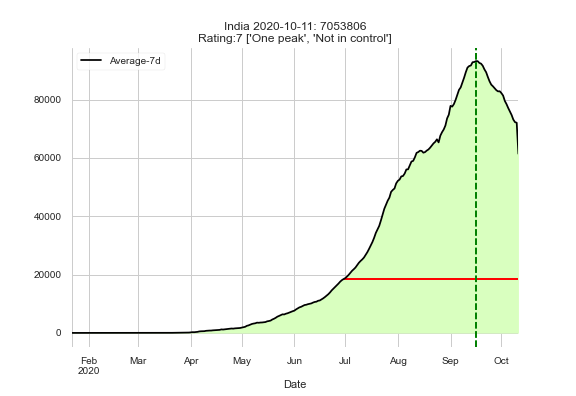 India 2020-10-11: 7053806
Rating:7 ['One peak', 'Not in control']
Average-7d
80000
60000
40000
20000
0
Feb Mar Apr May Jun Jul Aug Sep Oct
2020
Date